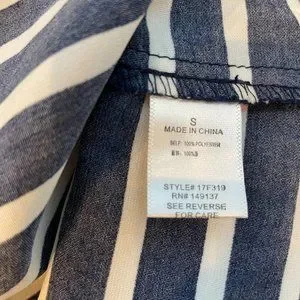 S
MADE IN CHINA
SELF: 100% POLYESTER
STYLE# 17F319
RN# 149137
SEE REVERSE
FOR CARE